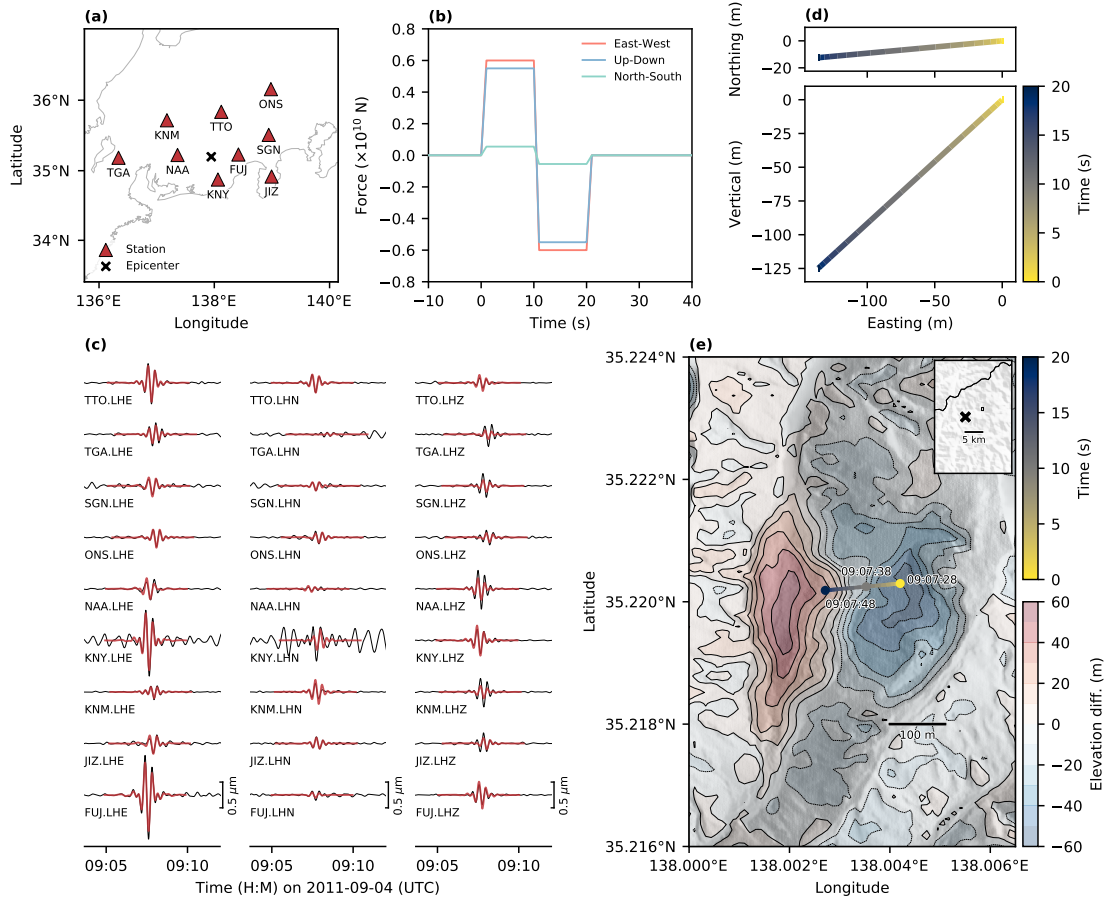 (a)
36°N
35°N
34°N
Latitude
ONS
TTO
KNM
SGN
TGA
NAA
FUJ
KNY
JIZ
Station
Epicenter
136°E
138°E
140°E
Longitude
(b)
East-West
Up-Down
North-South
0.8
0.6
0.4
0.2
0.0
−0.2
−0.4
−0.6
−0.8
Force (×10¹⁰ N)
−10
0
10
20
30
40
Time (s)
(d)
Northing (m)
0
−20
Vertical (m)
0
−25
−50
−75
−100
−125
−100
−50
0
Easting (m)
20
15
10
5
0
Time (s)
(c)
TTO.LHE
TTO.LHN
TTO.LHZ
TGA.LHE
TGA.LHN
TGA.LHZ
SGN.LHE
SGN.LHN
SGN.LHZ
ONS.LHE
ONS.LHN
ONS.LHZ
NAA.LHE
NAA.LHN
NAA.LHZ
KNY.LHE
KNY.LHN
KNY.LHZ
KNM.LHE
KNM.LHN
KNM.LHZ
JIZ.LHE
JIZ.LHN
JIZ.LHZ
FUJ.LHE
FUJ.LHN
FUJ.LHZ
0.5 μm
0.5 μm
0.5 μm
09:05
09:10
09:05
09:10
09:05
09:10
Time (H:M) on 2011-09-04 (UTC)
(e)
35.224°N
35.222°N
35.220°N
35.218°N
35.216°N
Latitude
5 km
09:07:38
09:07:28
09:07:48
100 m
138.000°E
138.002°E
138.004°E
138.006°E
Longitude
20
15
10
5
0
Time (s)
60
40
20
0
−20
−40
−60
Elevation diff. (m)